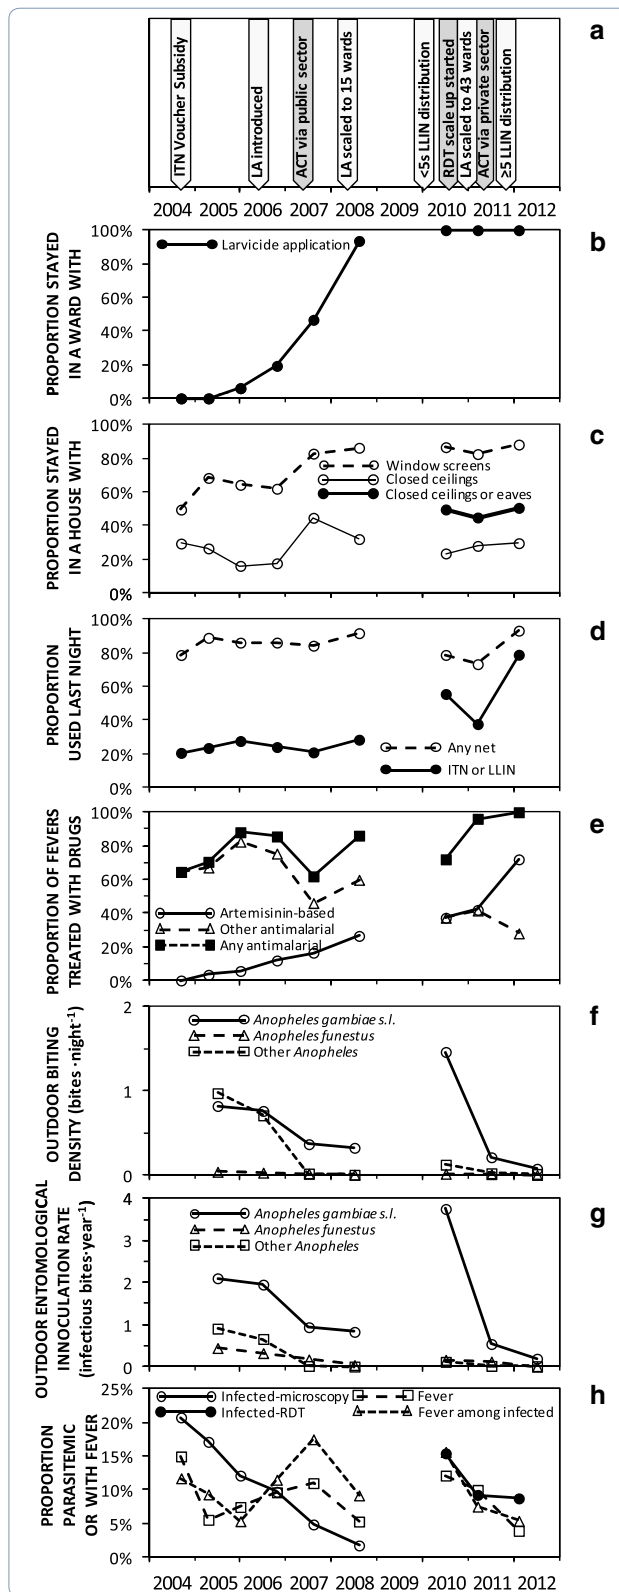 a
ITN Voucher Subsidy
LA introduced
ACT via public sector
LA scaled to 15 wards
<5s LLIN distribution
RDT scale up started
LA scaled to 43 wards
ACT via private sector
≥5 LLIN distribution
2004 2005 2006 2007 2008 2009 2010 2011 2012
b
PROPORTION STAYED
IN A WARD WITH
100%
80%
60%
40%
20%
0%
Larvicide application
c
PROPORTION STAYED
IN A HOUSE WITH
100%
80%
60%
40%
20%
0%
Window screens
Closed ceilings
Closed ceilings or eaves
d
PROPORTION
USED LAST NIGHT
100%
80%
60%
40%
20%
0%
Any net
ITN or LLIN
e
PROPORTION OF FEVERS
TREATED WITH DRUGS
100%
80%
60%
40%
20%
0%
Artemisinin-based
Other antimalarial
Any antimalarial
f
OUTDOOR BITING
DENSITY (bites ·night⁻¹)
2
1
0
Anopheles gambiae s.l.
Anopheles funestus
Other Anopheles
g
OUTDOOR ENTOMOLOGICAL
INNOCULATION RATE
(infectious bites·year⁻¹)
4
3
2
1
0
Anopheles gambiae s.l.
Anopheles funestus
Other Anopheles
h
PROPORTION
PARASITEMIC
OR WITH FEVER
25%
20%
15%
10%
5%
0%
Infected-microscopy
Fever
Infected-RDT
Fever among infected
2004 2005 2006 2007 2008 2009 2010 2011 2012